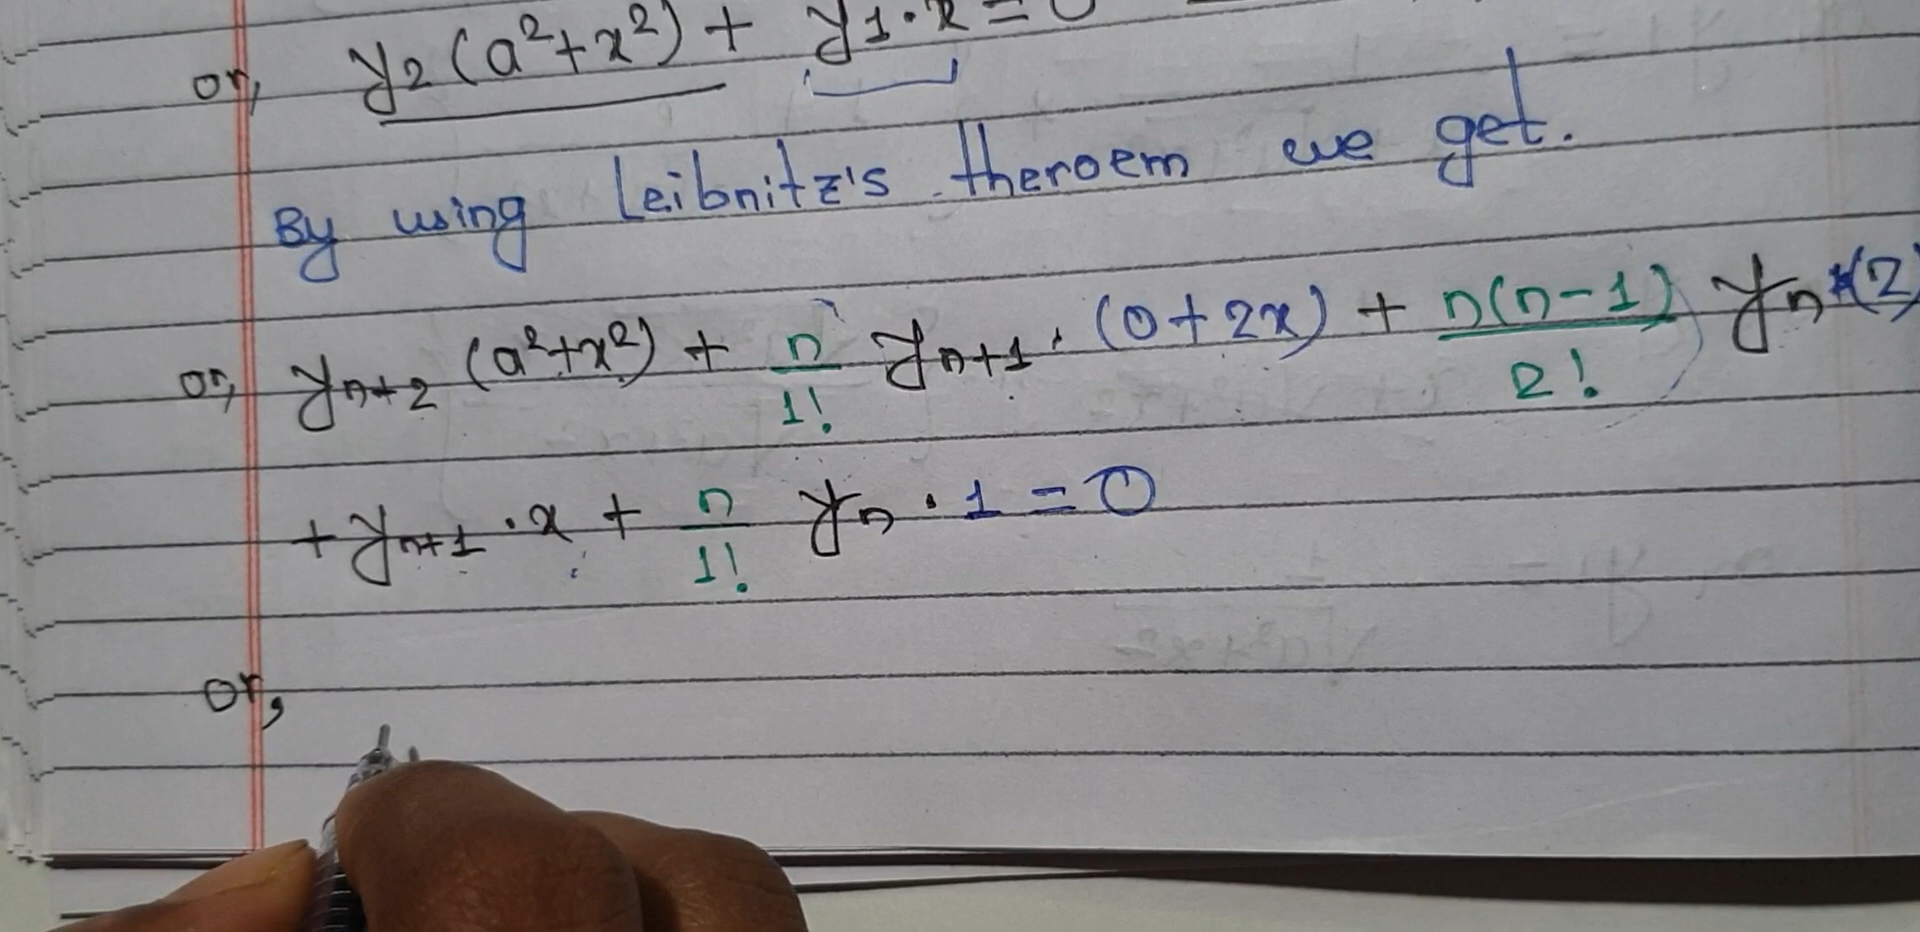 or, y₂(a²+x²) + y₁·x = 0
By using Leibnitz's theroem we get.
or, yₙ₊₂ (a²+x²) + n/1! yₙ₊₁ · (0+2x) + n(n-1)/2! yₙ (2)
+ yₙ₊₁ · x + n/1! yₙ · 1 = 0
or,